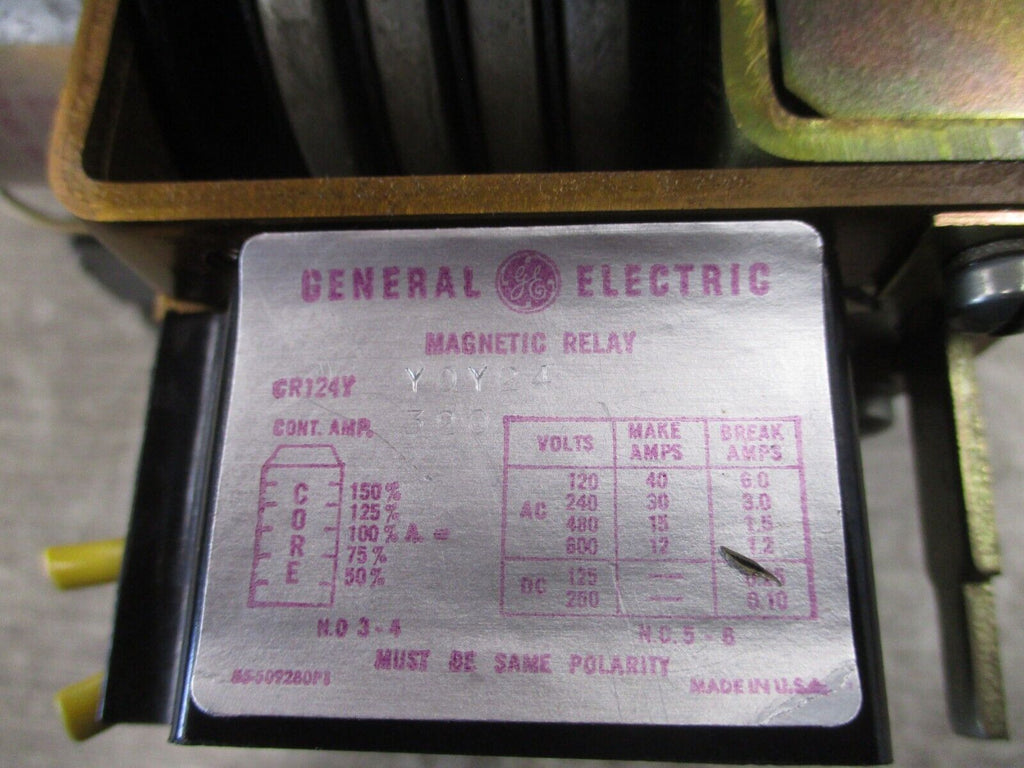 GENERAL GE ELECTRIC
MAGNETIC RELAY
CR124Y
CONT. AMP.
CORE
150%
125%
100% A. =
75%
50%
VOLTS MAKE AMPS BREAK AMPS
AC 120 40 6.0
240 30 3.0
480 15 1.5
600 12 1.2
DC 125 —
250 — 0.10
N.O 3-4 N.C. 5-6
MUST BE SAME POLARITY
MADE IN U.S.A.